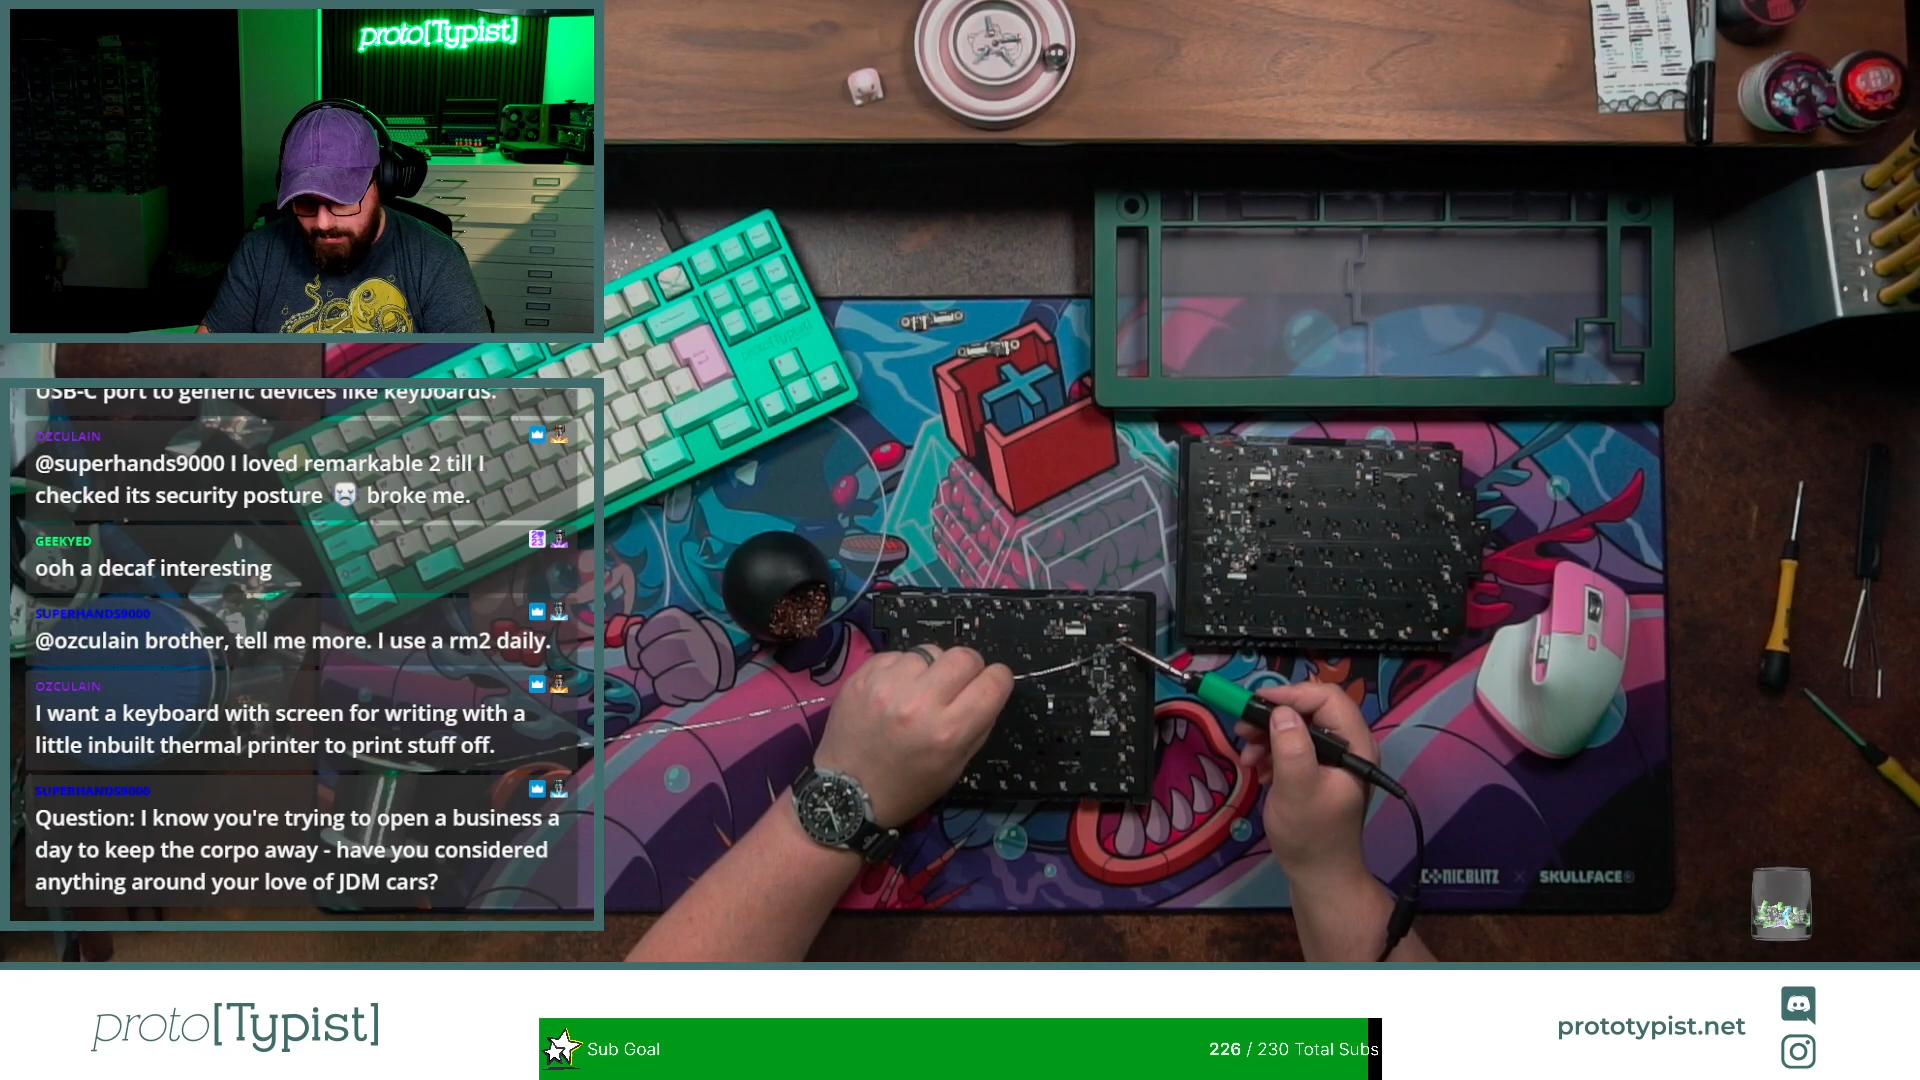 proto[Typist]
USB-C port to generic devices like keyboards.
OZCULAIN
@superhands9000 I loved remarkable 2 till I
checked its security posture broke me.
GEEKYED
ooh a decaf interesting
SUPERHANDS9000
@ozculain brother, tell me more. I use a rm2 daily.
OZCULAIN
I want a keyboard with screen for writing with a
little inbuilt thermal printer to print stuff off.
SUPERHANDS9000
Question: I know you're trying to open a business a
day to keep the corpo away - have you considered
anything around your love of JDM cars?
SKULLFACE
proto[Typist]
Sub Goal
226 / 230 Total Subs
prototypist.net